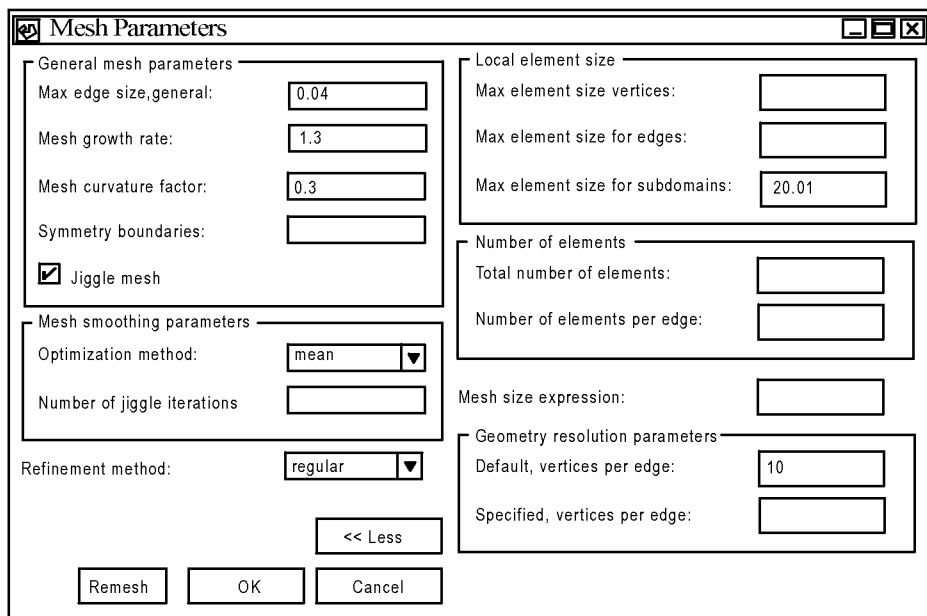 Mesh Parameters
General mesh parameters
Max edge size,general: 0.04
Mesh growth rate: 1.3
Mesh curvature factor: 0.3
Symmetry boundaries:
Jiggle mesh
Mesh smoothing parameters
Optimization method: mean
Number of jiggle iterations
Refinement method: regular
<< Less
Remesh OK Cancel
Local element size
Max element size vertices:
Max element size for edges:
Max element size for subdomains: 20.01
Number of elements
Total number of elements:
Number of elements per edge:
Mesh size expression:
Geometry resolution parameters
Default, vertices per edge: 10
Specified, vertices per edge: